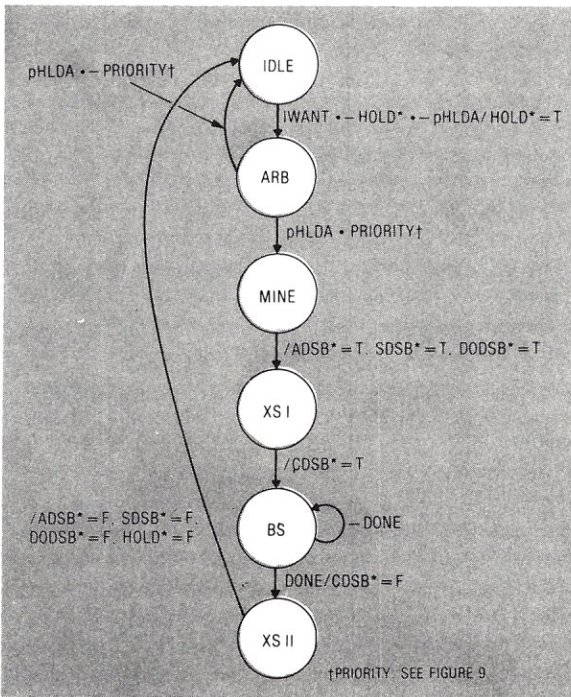 IDLE
pHLDA • – PRIORITY†
IWANT • – HOLD* • – pHLDA/HOLD* = T
ARB
pHLDA • PRIORITY†
MINE
/ADSB* = T, SDSB* = T, DODSB* = T
XS I
/CDSB* = T
BS
– DONE
/ADSB* = F, SDSB* = F,
DODSB* = F, HOLD* = F
DONE/CDSB* = F
XS II
†PRIORITY: SEE FIGURE 9